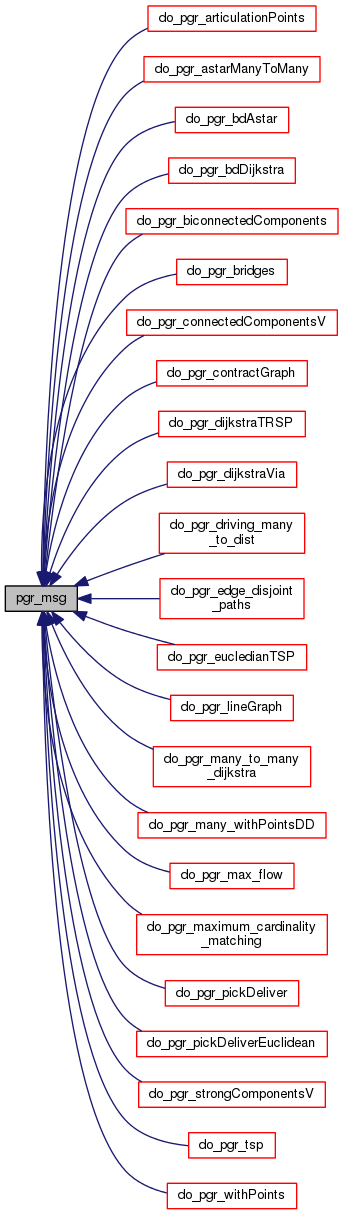 do_pgr_articulationPoints
do_pgr_astarManyToMany
do_pgr_bdAstar
do_pgr_bdDijkstra
do_pgr_biconnectedComponents
do_pgr_bridges
do_pgr_connectedComponentsV
do_pgr_contractGraph
do_pgr_dijkstraTRSP
do_pgr_dijkstraVia
do_pgr_driving_many
_to_dist
pgr_msg
do_pgr_edge_disjoint
_paths
do_pgr_eucledianTSP
do_pgr_lineGraph
do_pgr_many_to_many
_dijkstra
do_pgr_many_withPointsDD
do_pgr_max_flow
do_pgr_maximum_cardinality
_matching
do_pgr_pickDeliver
do_pgr_pickDeliverEuclidean
do_pgr_strongComponentsV
do_pgr_tsp
do_pgr_withPoints